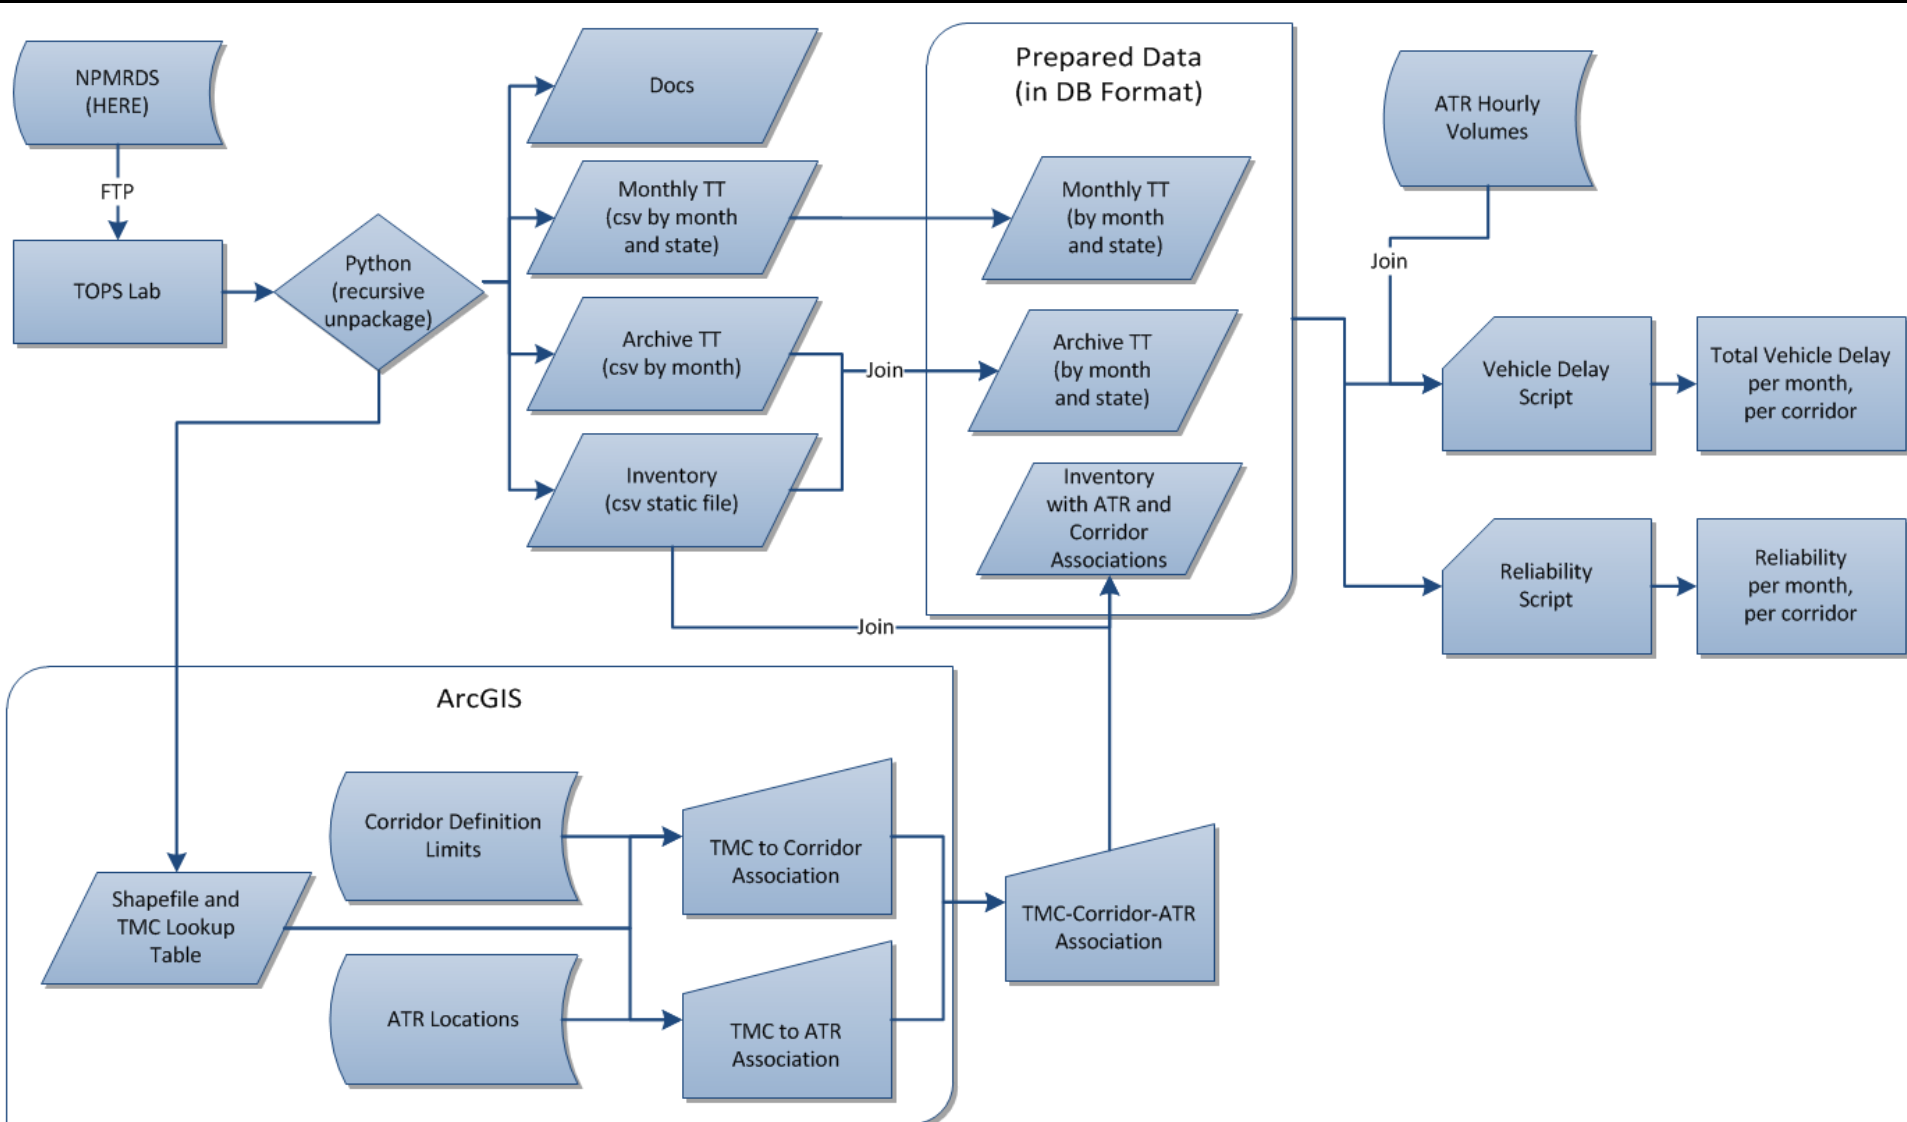 NPMRDS
(HERE)
FTP
TOPS Lab
Python
(recursive
unpackage)
Docs
Monthly TT
(csv by month
and state)
Archive TT
(csv by month)
Inventory
(csv static file)
Join
Join
Prepared Data
(in DB Format)
Monthly TT
(by month
and state)
Archive TT
(by month
and state)
Inventory
with ATR and
Corridor
Associations
ATR Hourly
Volumes
Join
Vehicle Delay
Script
Total Vehicle Delay
per month,
per corridor
Reliability
Script
Reliability
per month,
per corridor
ArcGIS
Shapefile and
TMC Lookup
Table
Corridor Definition
Limits
ATR Locations
TMC to Corridor
Association
TMC to ATR
Association
TMC-Corridor-ATR
Association